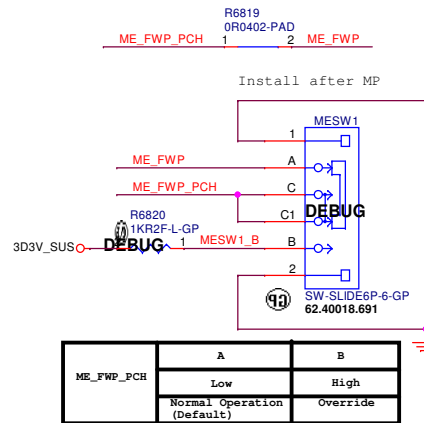 R6819
0R0402-PAD
ME_FWP_PCH 1 2 ME_FWP
Install after MP
MESW1
1
ME_FWP A
ME_FWP_PCH C
C1 DEBUG
R6820
1KR2F-L-GP
3D3V_SUS DEBUG 1 MESW1_B B
2
GP SW-SLIDE6P-6-GP
62.40018.691
ME_FWP_PCH A B
Low High
Normal Operation Override
(Default)